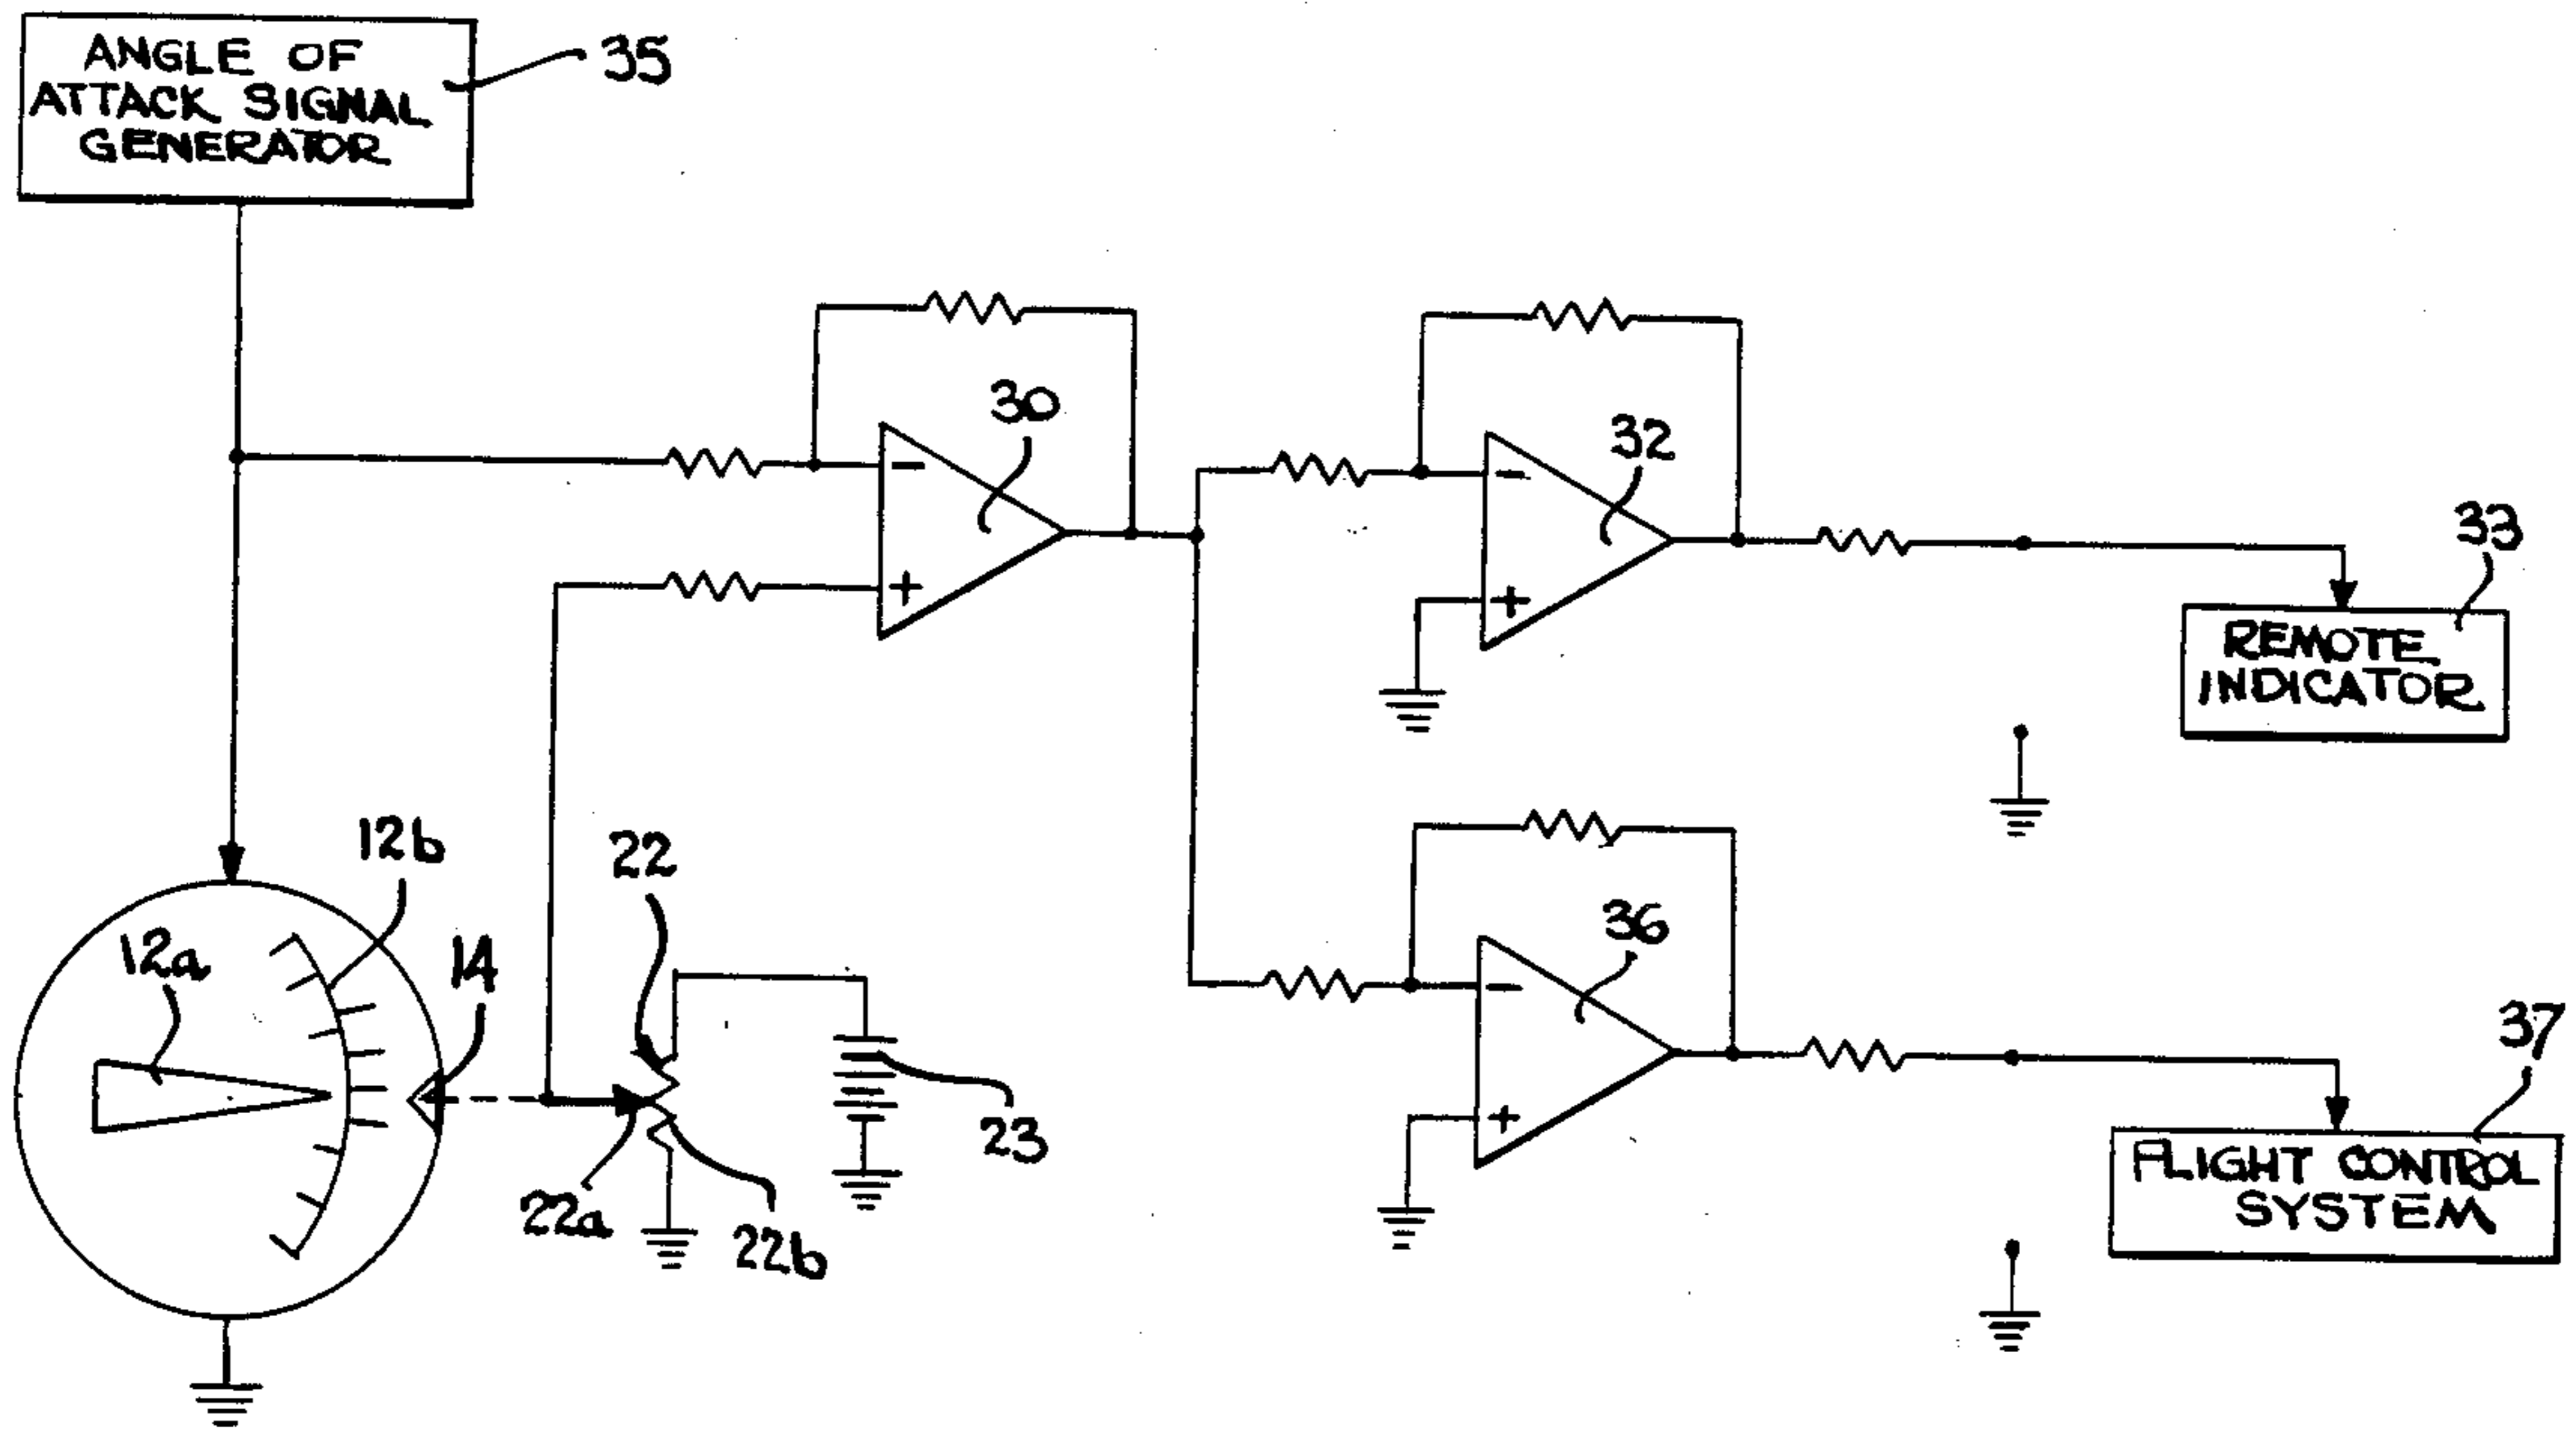 ANGLE OF
ATTACK SIGNAL
GENERATOR
35
30
32
33
REMOTE
INDICATOR
12b
22
12a
14
36
23
37
22a
22b
FLIGHT CONTROL
SYSTEM
−
+
−
+
−
+